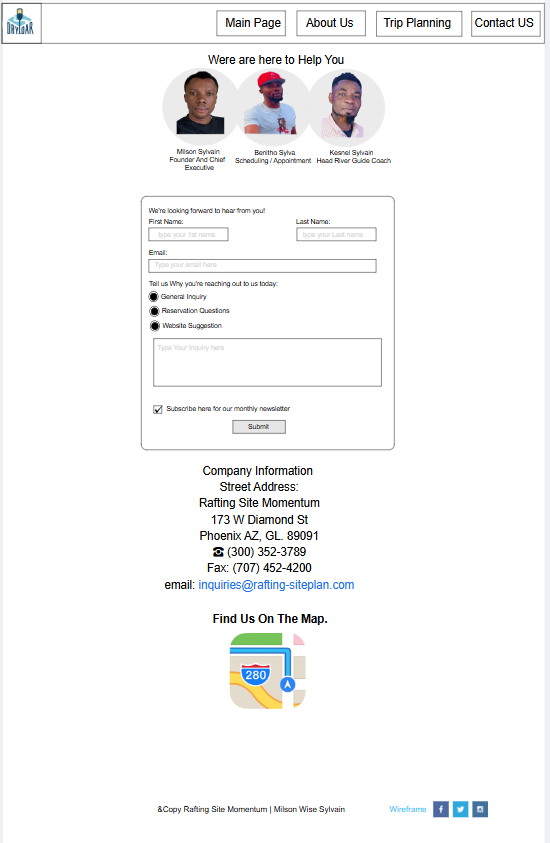 DRYLOAR
Main Page
About Us
Trip Planning
Contact US
Were are here to Help You
Milson Sylvain
Founder And Chief
Executive
Benitho Sylva
Scheduling / Appointment
Kesnel Sylvain
Head River Guide Coach
We're looking forward to hear from you!
First Name:
Last Name:
type your 1st name
type your Last name
Email:
Type your email here
Tell us Why you're reaching out to us today:
General Inquiry
Reservation Questions
Website Suggestion
Type Your Inquiry here
Subscribe here for our monthly newsletter
Submit
Company Information
Street Address:
Rafting Site Momentum
173 W Diamond St
Phoenix AZ, GL. 89091
☎ (300) 352-3789
Fax: (707) 452-4200
email: inquiries@rafting-siteplan.com
Find Us On The Map.
280
&Copy Rafting Site Momentum | Milson Wise Sylvain
Wireframe